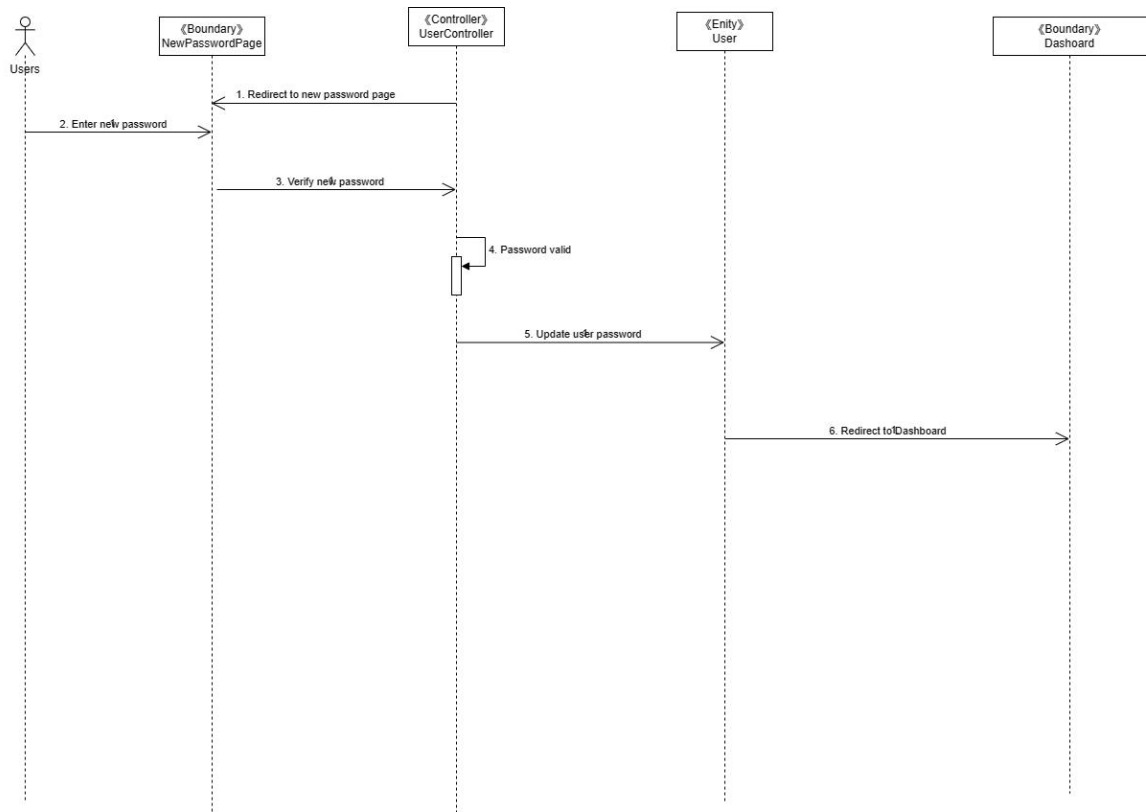 《Boundary》
NewPasswordPage
《Controller》
UserController
《Enity》
User
《Boundary》
Dashoard
Users
1. Redirect to new password page
2. Enter new password
3. Verify new password
4. Password valid
5. Update user password
6. Redirect to Dashboard